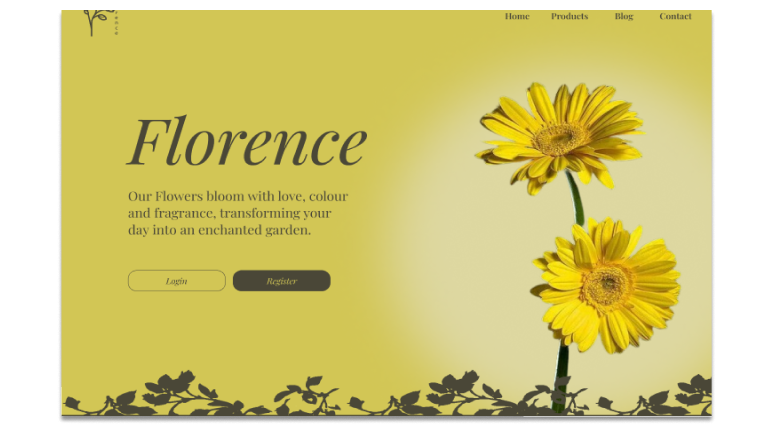 Home Products Blog Contact
Florence
Our Flowers bloom with love, colour
and fragrance, transforming your
day into an enchanted garden.
Login Register